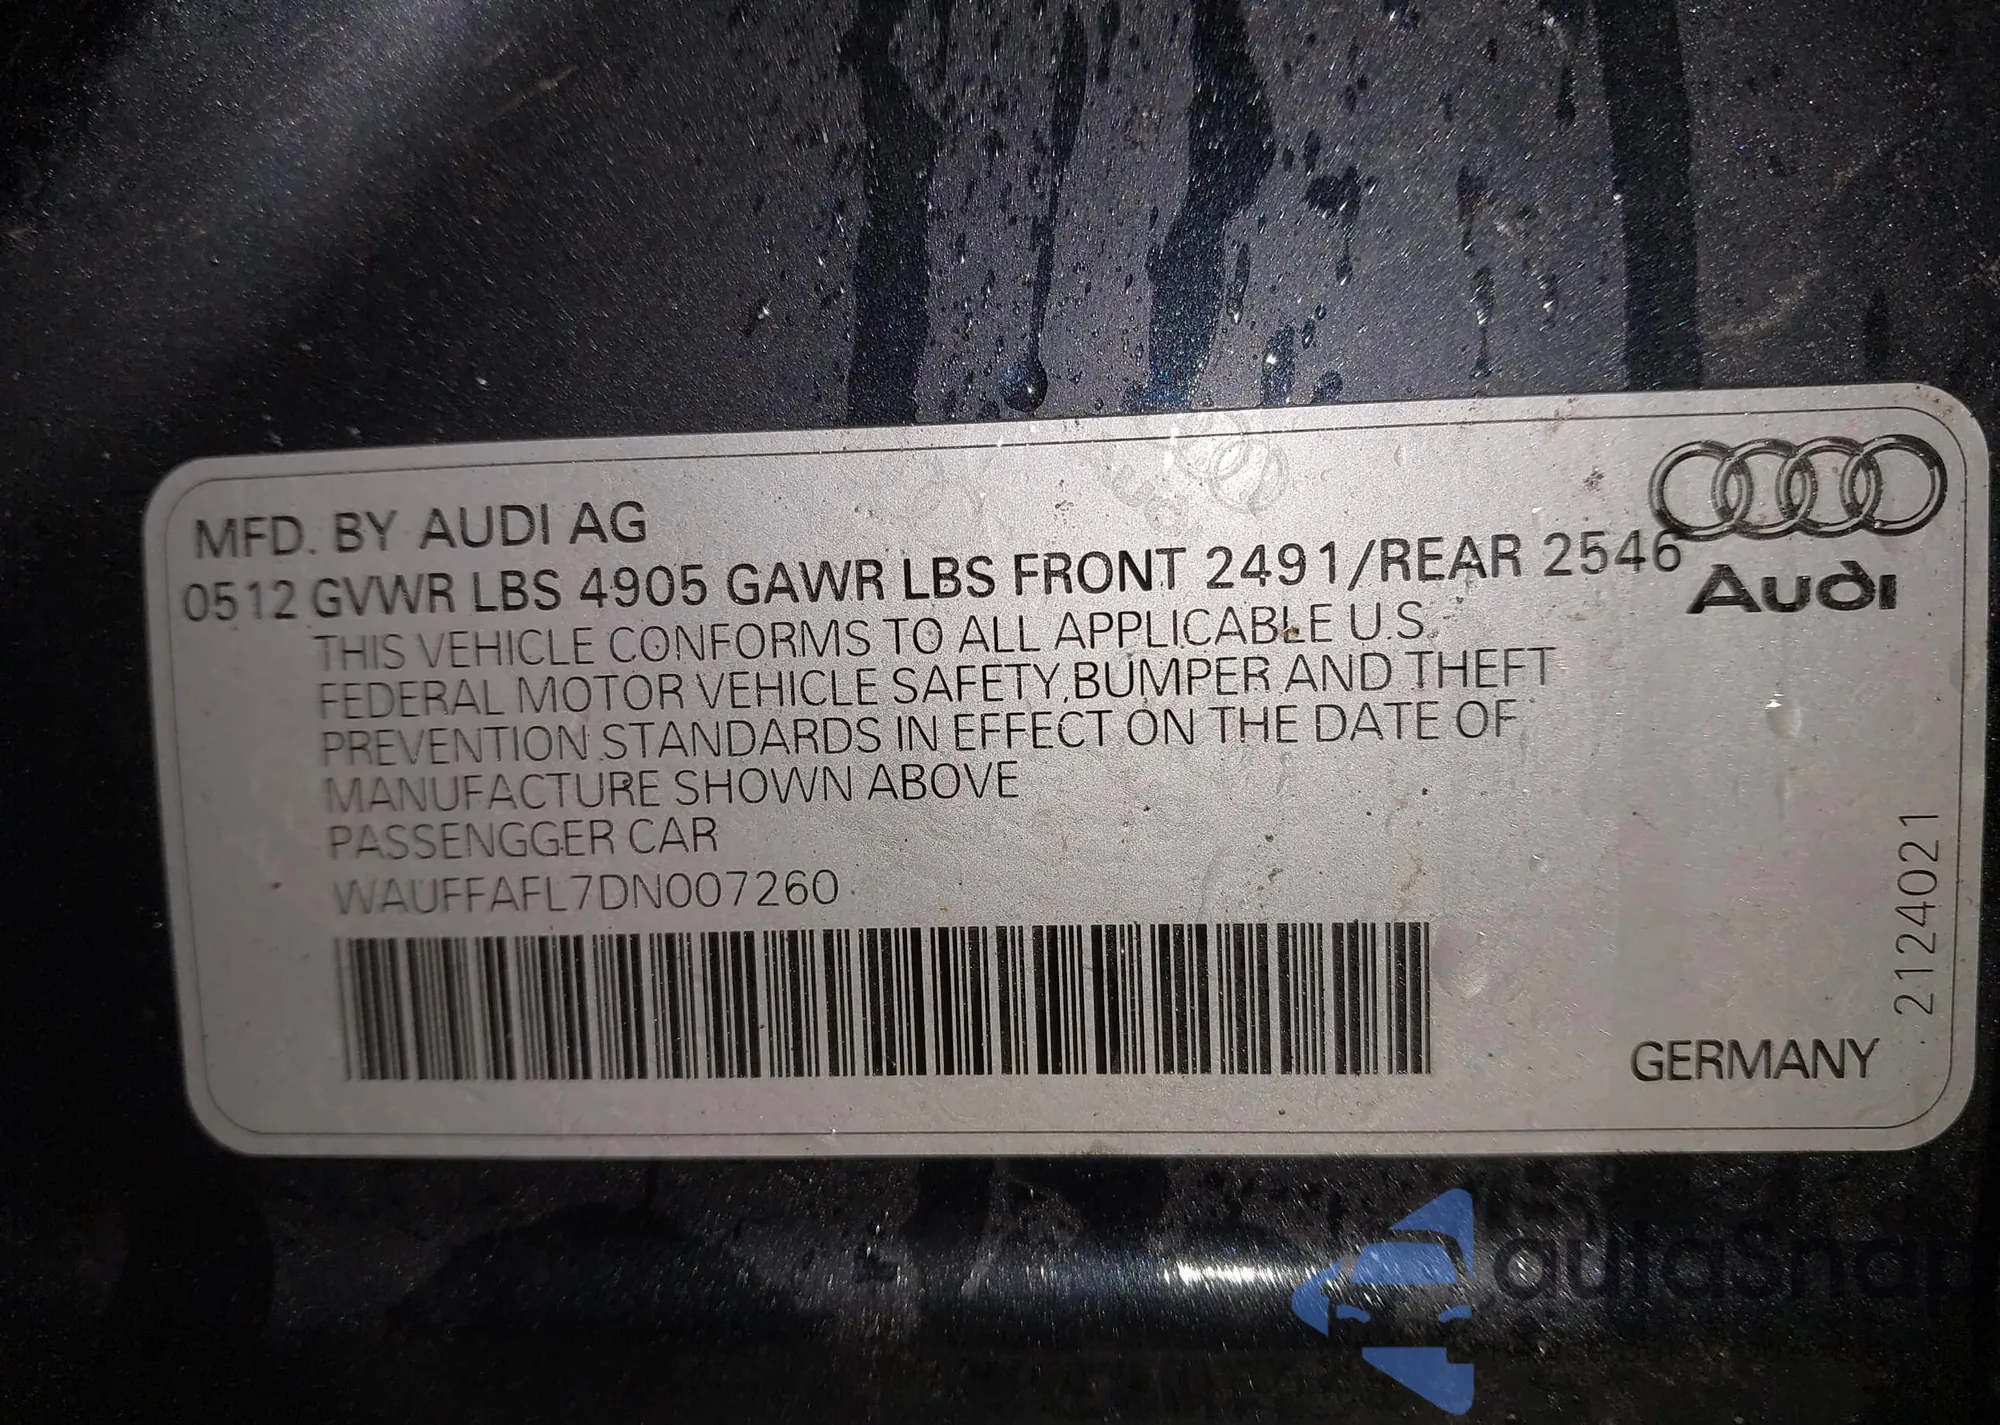 MFD. BY AUDI AG
0512 GVWR LBS 4905 GAWR LBS FRONT 2491/REAR 2546
Audi
THIS VEHICLE CONFORMS TO ALL APPLICABLE U.S.
FEDERAL MOTOR VEHICLE SAFETY,BUMPER AND THEFT
PREVENTION STANDARDS IN EFFECT ON THE DATE OF
MANUFACTURE SHOWN ABOVE
PASSENGGER CAR
WAUFFAFL7DN007260
2124021
GERMANY